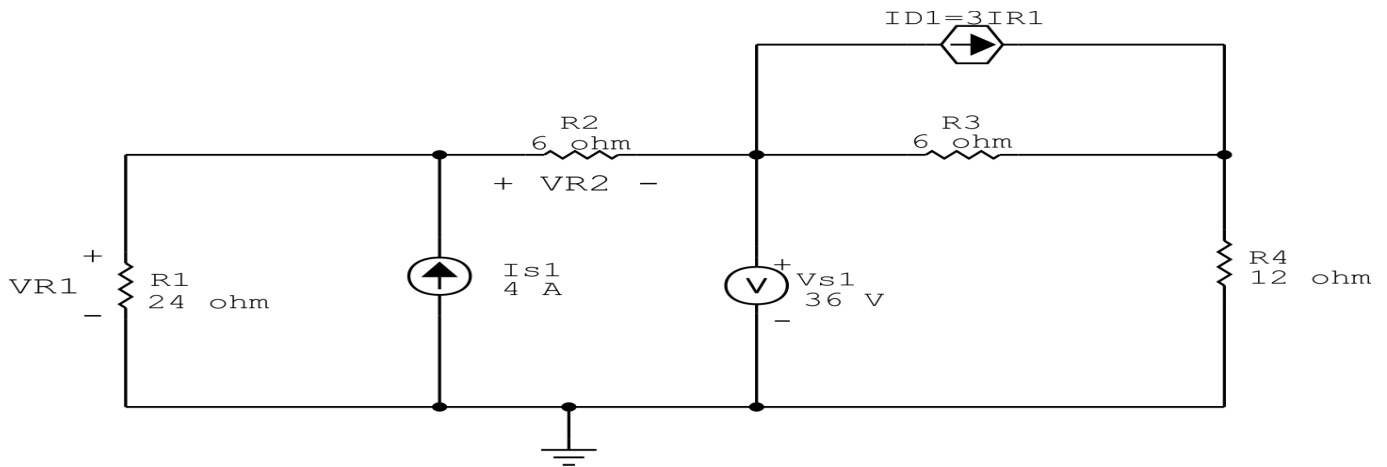 ID1=3IR1
R2
6 ohm
R3
6 ohm
+ VR2 -
+
VR1
-
R1
24 ohm
Is1
4 A
+
V
Vs1
36 V
-
R4
12 ohm